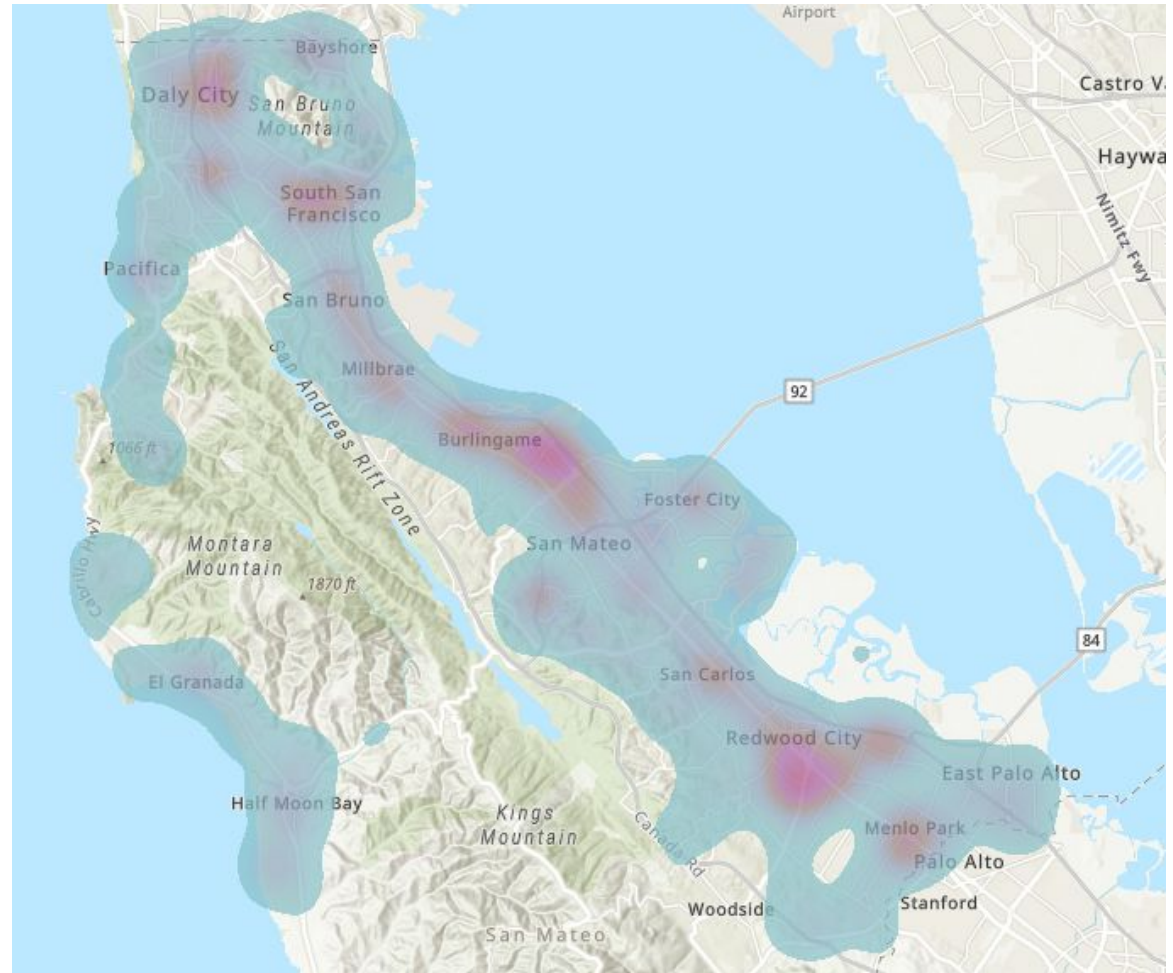 Airport
Bayshore
Castro V
Daly City
San Bruno
Mountain
Haywa
South San
Francisco
Nimitz Fwy
Pacifica
San Bruno
San Andreas Rift Zone
Millbrae
92
Burlingame
1066 ft
Foster City
Cabrillo Hwy
Montara
Mountain
San Mateo
1870 ft
84
San Carlos
El Granada
Redwood City
East Palo Alto
Half Moon Bay
Kings
Mountain
Canada Rd
Menlo Park
Palo Alto
Woodside
Stanford
San Mateo